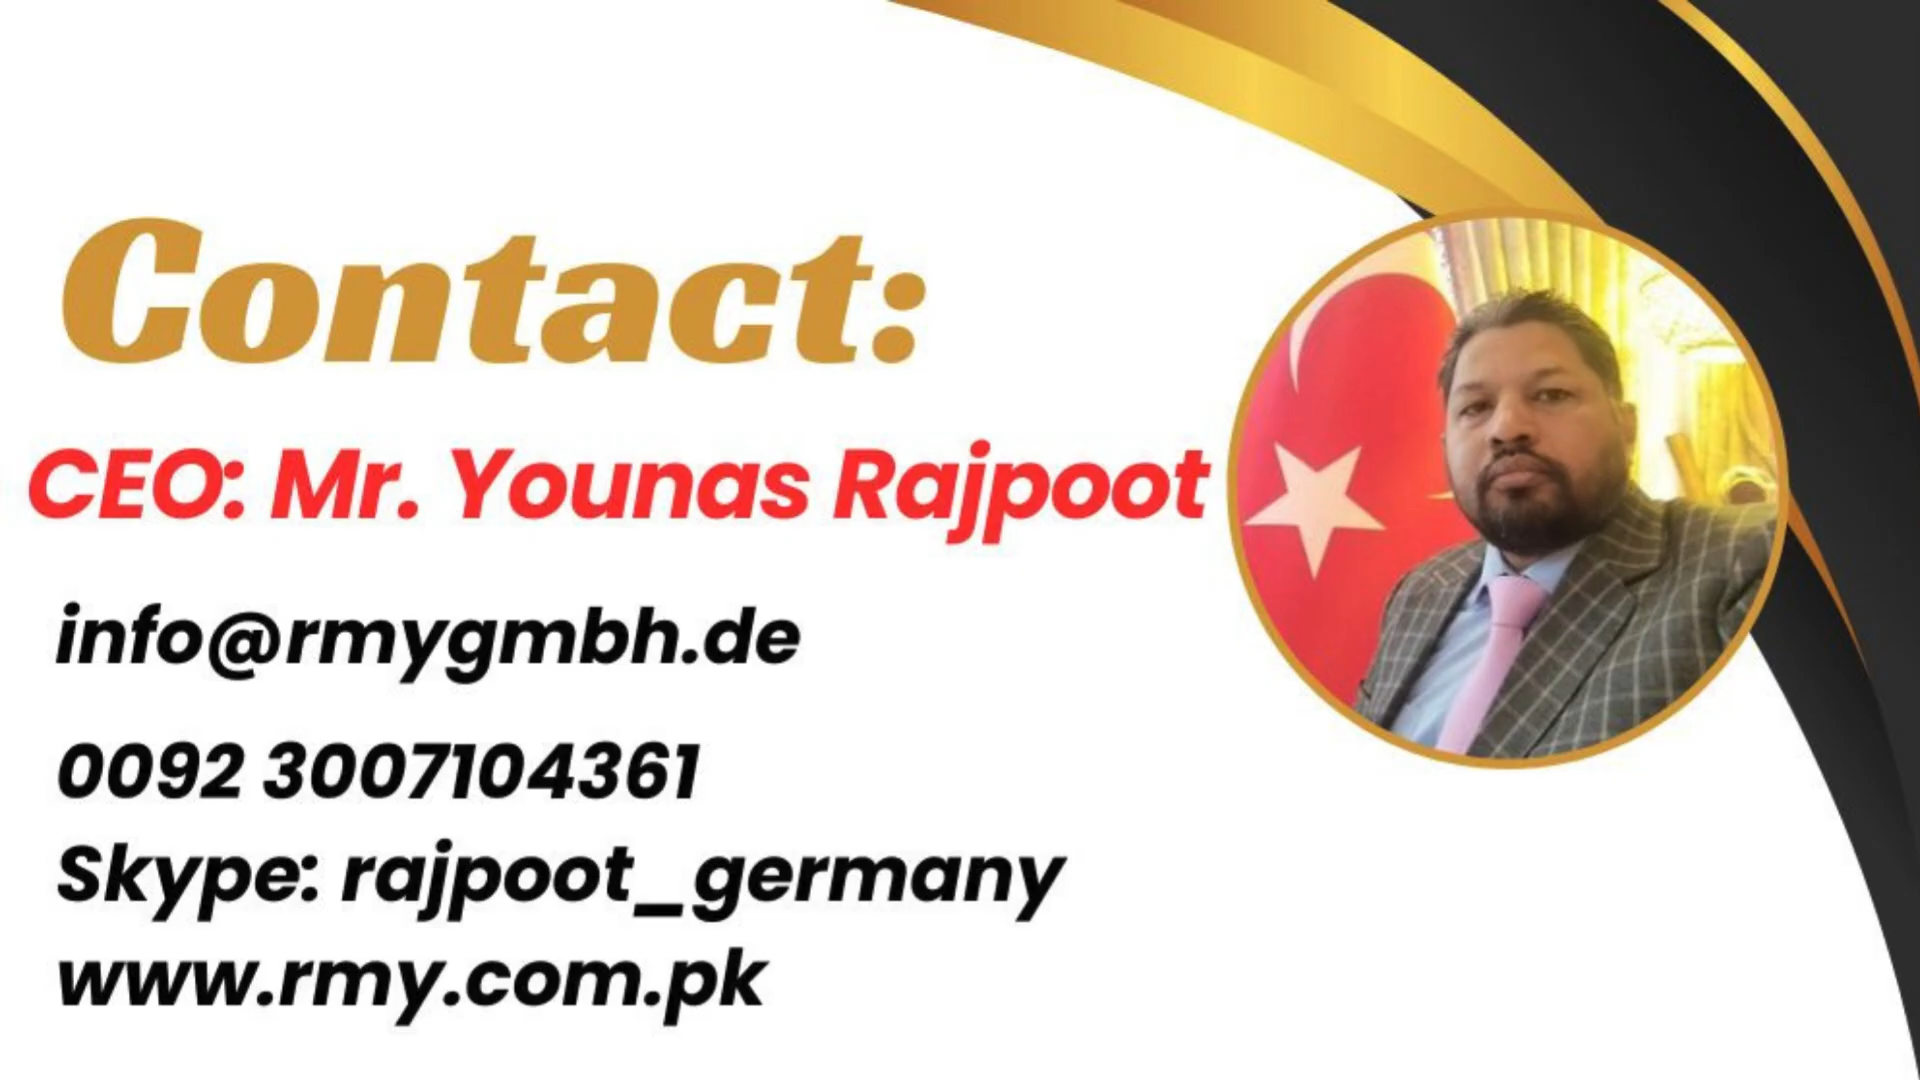 Contact:
CEO: Mr. Younas Rajpoot
info@rmygmbh.de
0092 3007104361
Skype: rajpoot_germany
www.rmy.com.pk